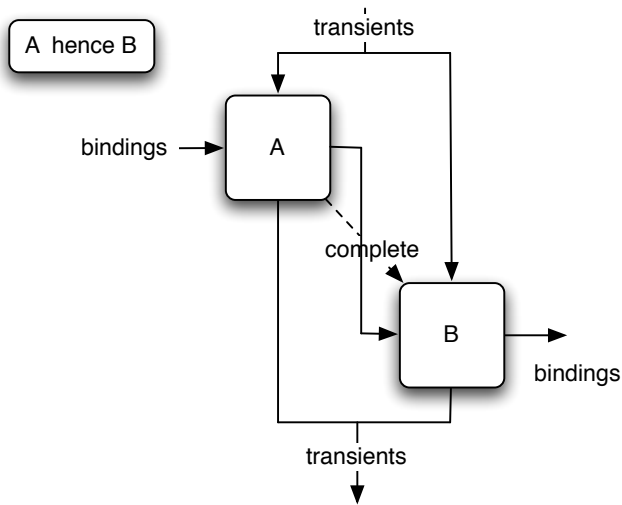 transients
A hence B
bindings
A
complete
B
bindings
transients